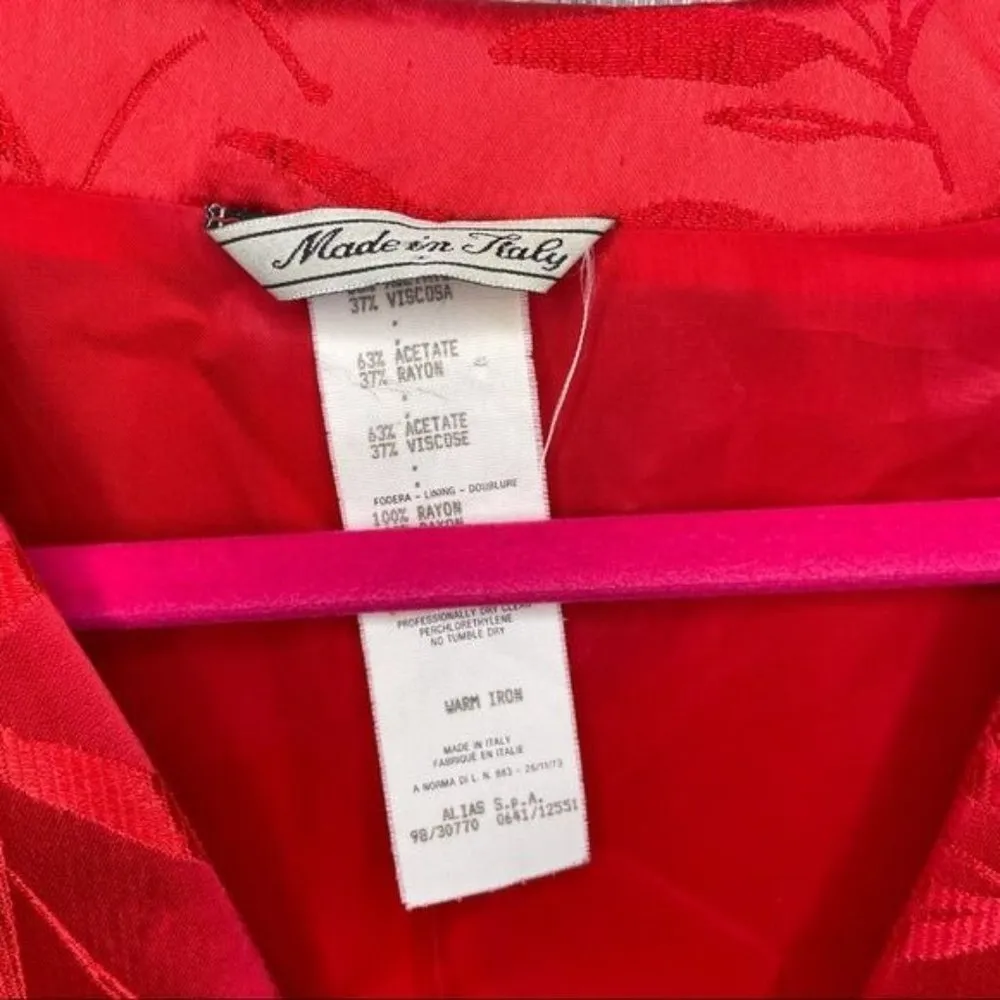 Made in Italy
37% VISCOSA
63% ACETATE
37% RAYON
63% ACETATE
37% VISCOSE
FODERA - LINING - DOUBLURE
100% RAYON
PROFESSIONALLY DRY CLEAN
PERCHLORETHYLENE
NO TUMBLE DRY
WARM IRON
MADE IN ITALY
FABRIQUE EN ITALIE
A NORMA DI L. N. 883 - 26/11/73
ALIAS S.P.A.
98/30770 0641/12551